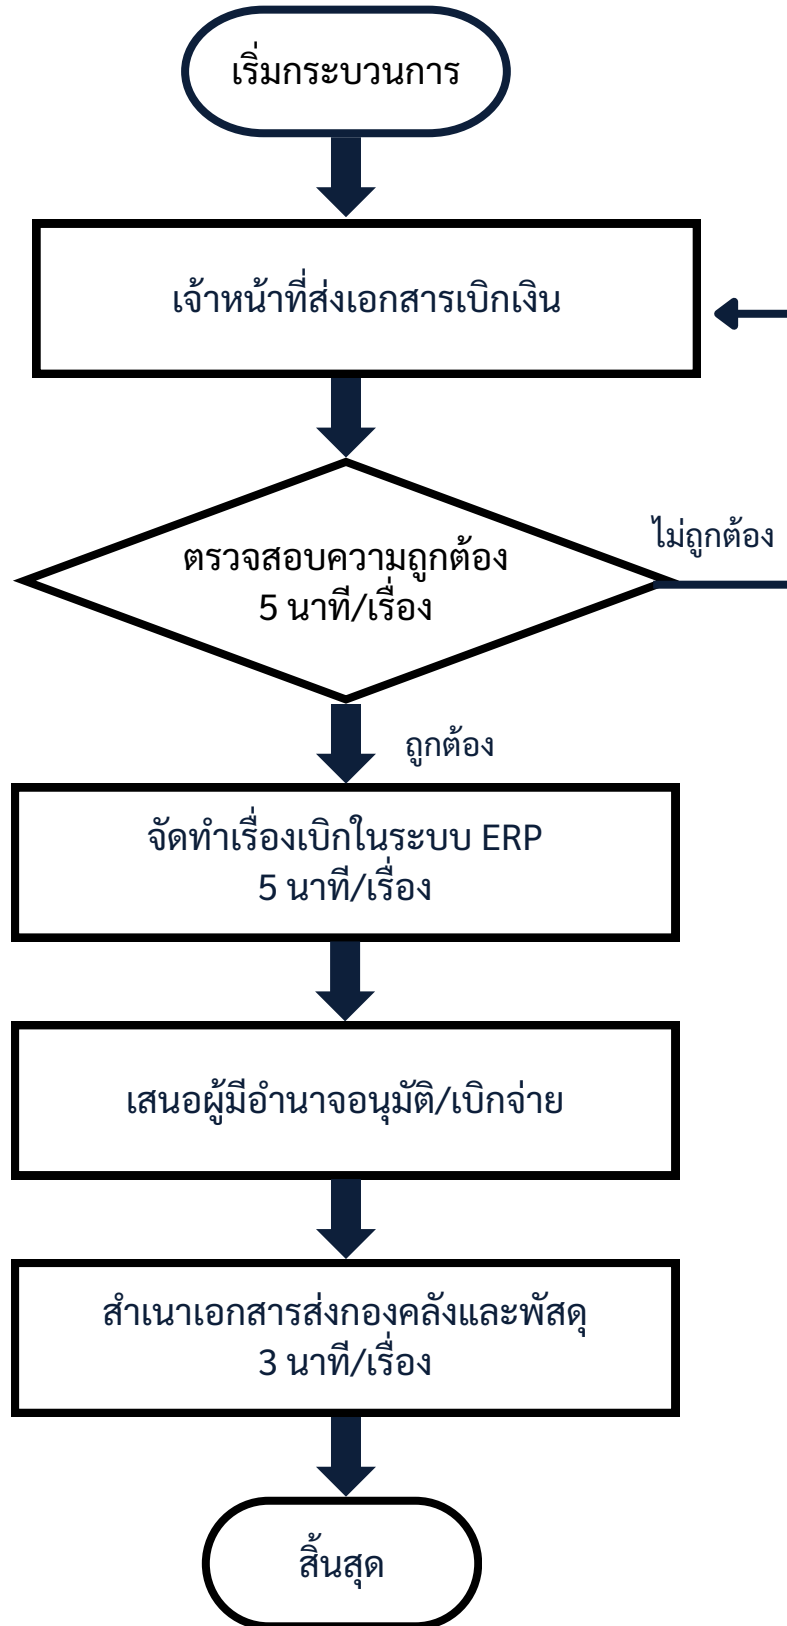 เริ่มกระบวนการ
เจ้าหน้าที่ส่งเอกสารเบิกเงิน
ตรวจสอบความถูกต้อง
5 นาที/เรื่อง
ไม่ถูกต้อง
ถูกต้อง
จัดทำเรื่องเบิกในระบบ ERP
5 นาที/เรื่อง
เสนอผู้มีอำนาจอนุมัติ/เบิกจ่าย
สำเนาเอกสารส่งกองคลังและพัสดุ
3 นาที/เรื่อง
สิ้นสุด